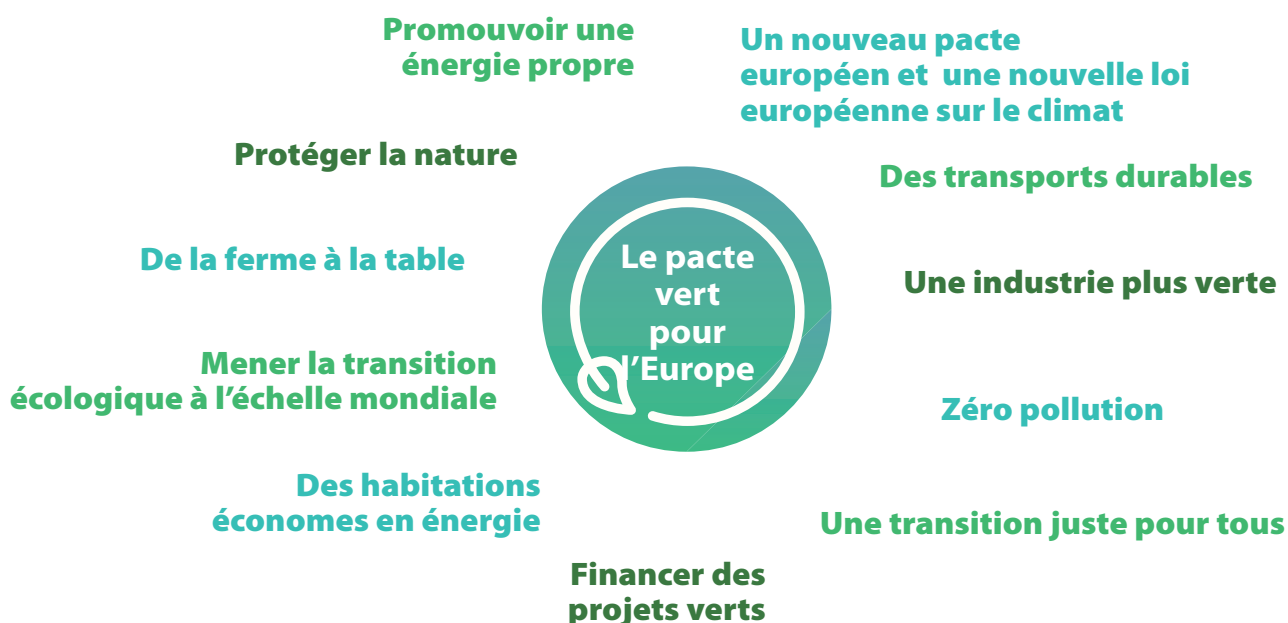 Promouvoir une
énergie propre
Un nouveau pacte
européen et une nouvelle loi
européenne sur le climat
Protéger la nature
Des transports durables
De la ferme à la table
Le pacte
vert
pour
l'Europe
Une industrie plus verte
Mener la transition
écologique à l'échelle mondiale
Zéro pollution
Des habitations
économes en énergie
Une transition juste pour tous
Financer des
projets verts